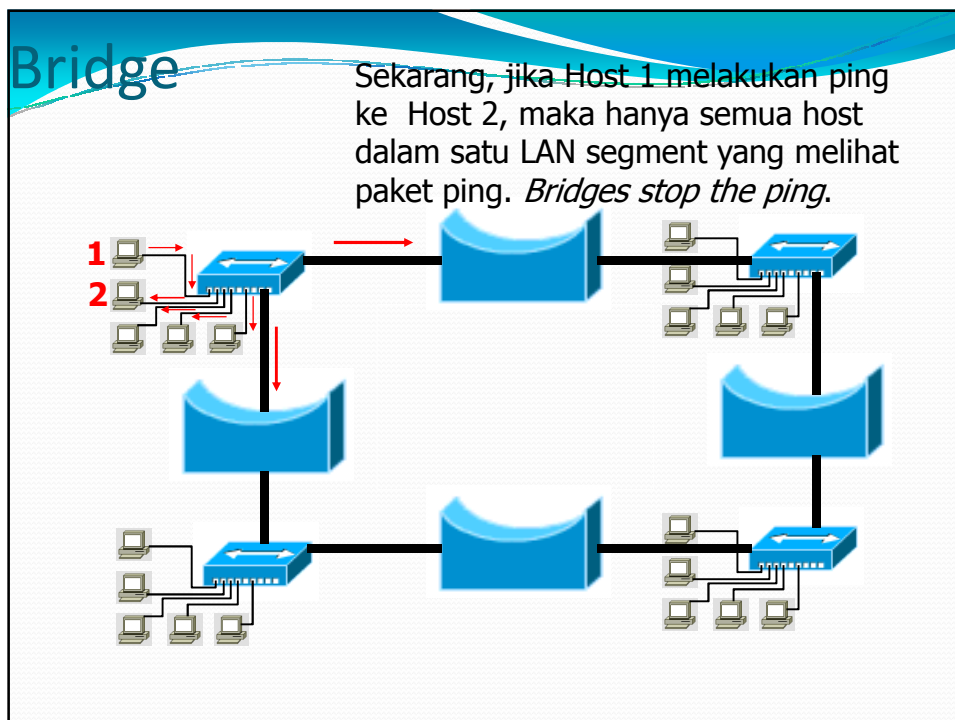 Bridge
Sekarang, jika Host 1 melakukan ping
ke Host 2, maka hanya semua host
dalam satu LAN segment yang melihat
paket ping. Bridges stop the ping.
1
2